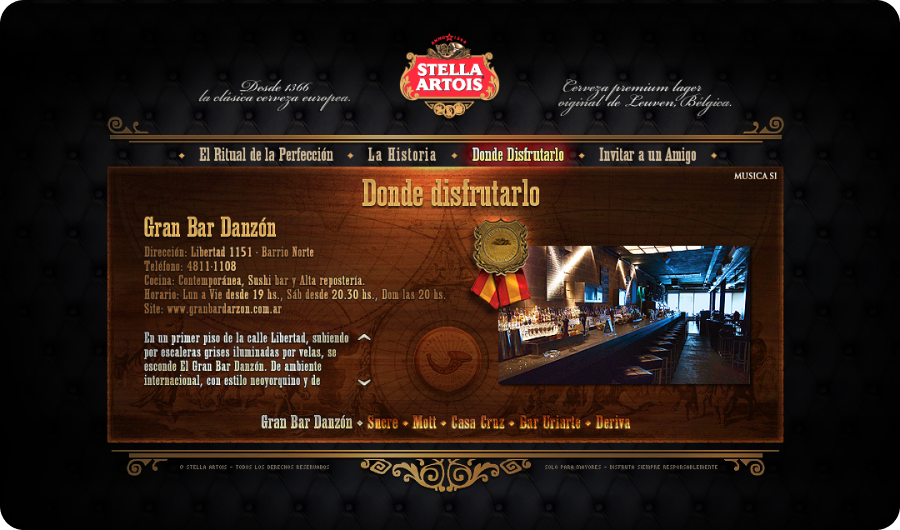 ANNO 1366
STELLA
ARTOIS
Desde 1366
la clásica cerveza europea.
Cerveza premium lager
original de Leuven, Bélgica.
El Ritual de la Perfección
La Historia
Donde Disfrutarlo
Invitar a un Amigo
MUSICA SI
Donde disfrutarlo
Gran Bar Danzón
Dirección: Libertad 1151 - Barrio Norte
Teléfono: 4811-1108
Cocina: Contemporánea, Sushi bar y Alta repostería.
Horario: Lun a Vie desde 19 hs., Sáb desde 20.30 hs., Dom las 20 hs.
Site: www.granbardarzon.com.ar
En un primer piso de la calle Libertad, subiendo
por escaleras grises iluminadas por velas, se
esconde El Gran Bar Danzón. De ambiente
internacional, con estilo neoyorquino y de
Gran Bar Danzón Sucre Mott Casa Cruz Bar Uriarte Deriva
© STELLA ARTOIS - TODOS LOS DERECHOS RESERVADOS
SOLO PARA MAYORES - DISFRUTA SIEMPRE RESPONSABLEMENTE